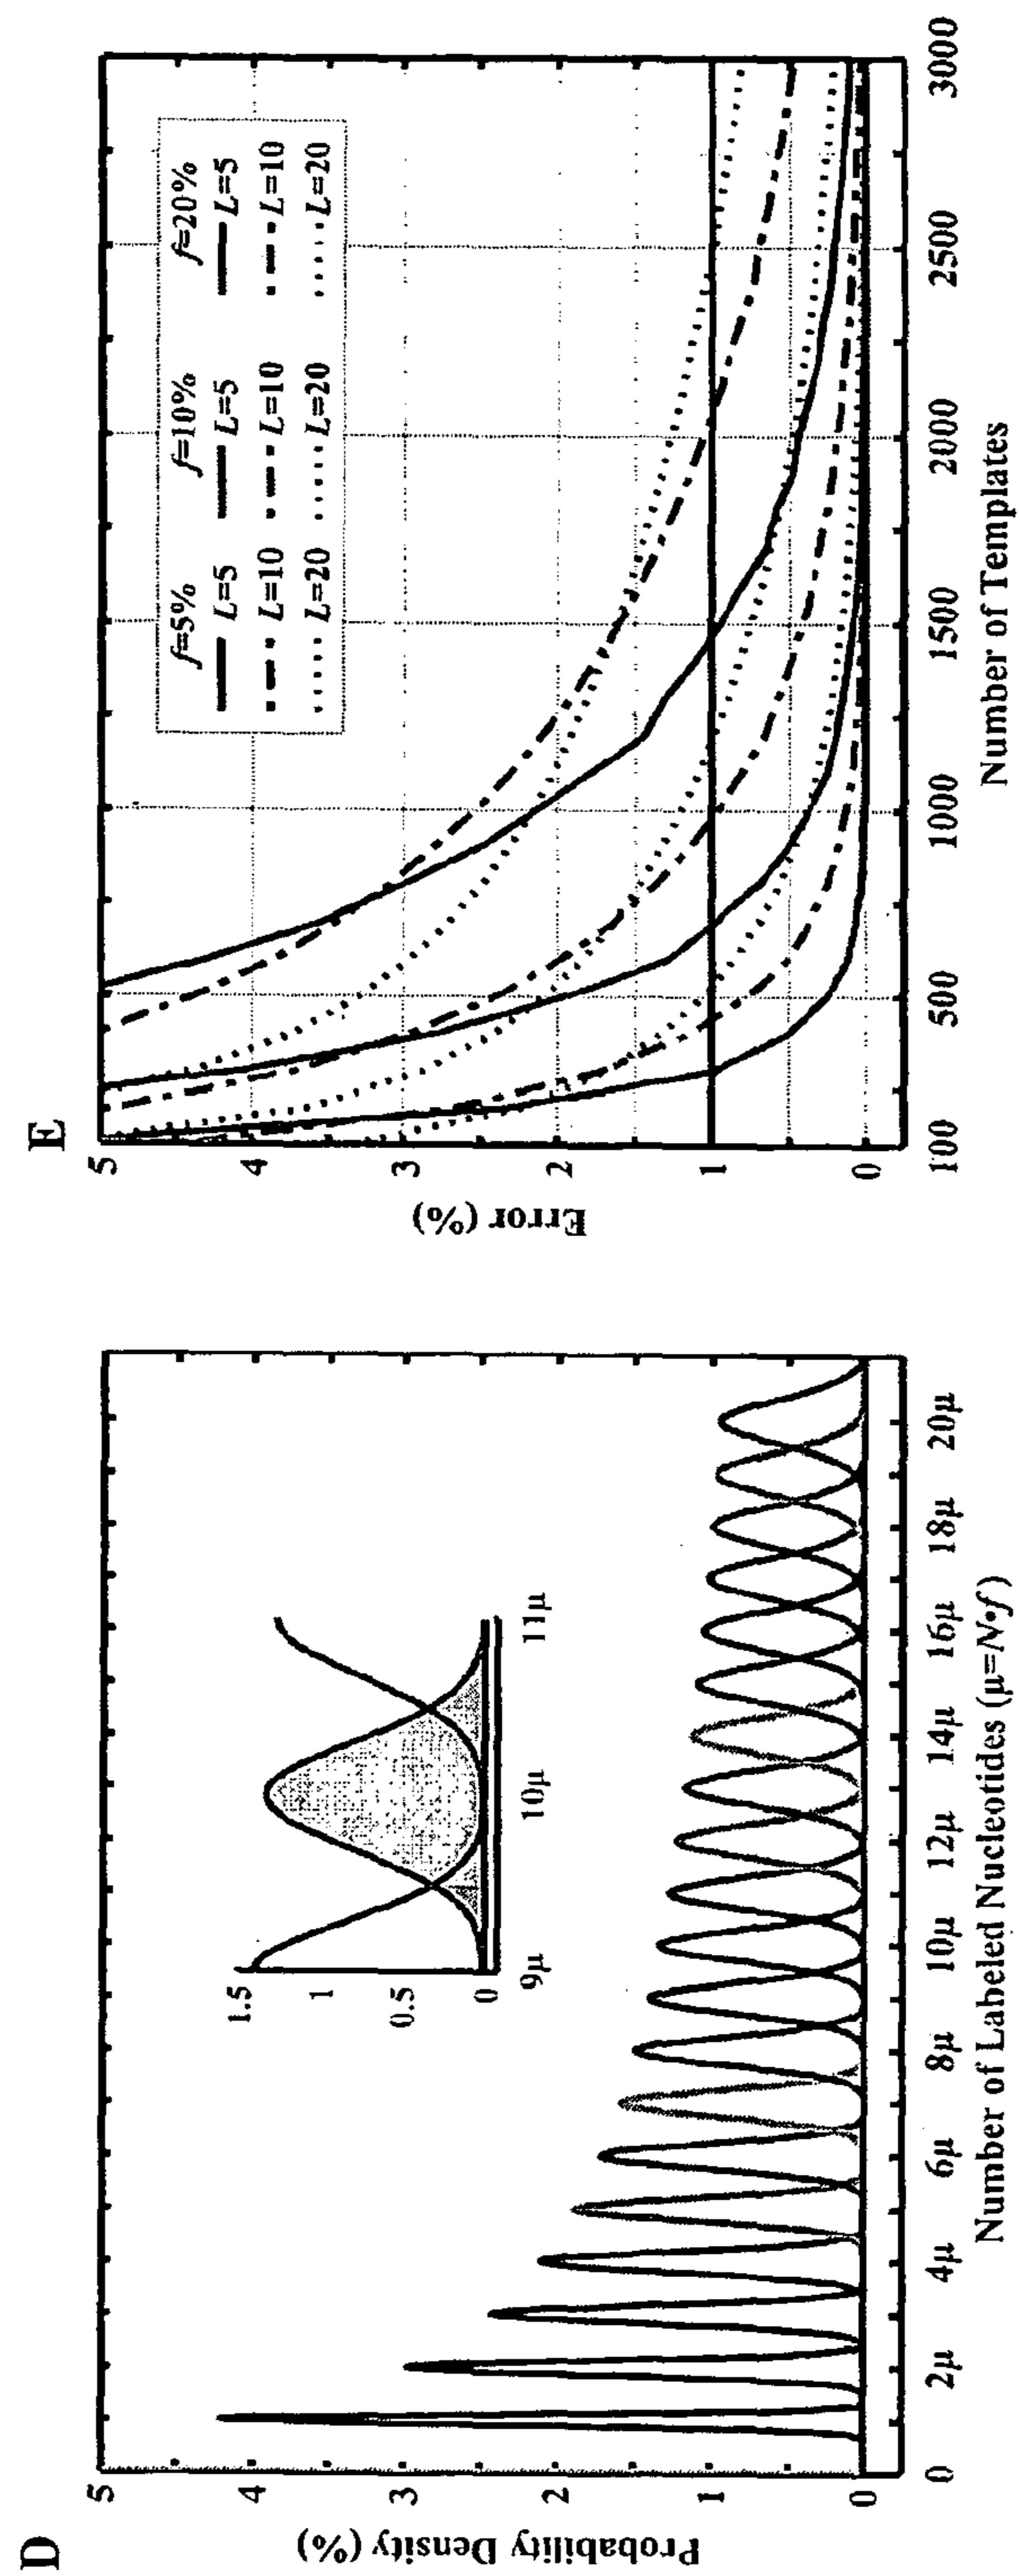 D
Probability Density (%)
5
4
3
2
1
0
1.5
1
0.5
0
9μ
10μ
11μ
0
2μ
4μ
6μ
8μ
10μ
12μ
14μ
16μ
18μ
20μ
Number of Labeled Nucleotides (μ=N•f)
E
Error (%)
5
4
3
2
1
0
f=5% f=10% f=20%
L=5 L=5 L=5
L=10 L=10 L=10
L=20 L=20 L=20
100
500
1000
1500
2000
2500
3000
Number of Templates